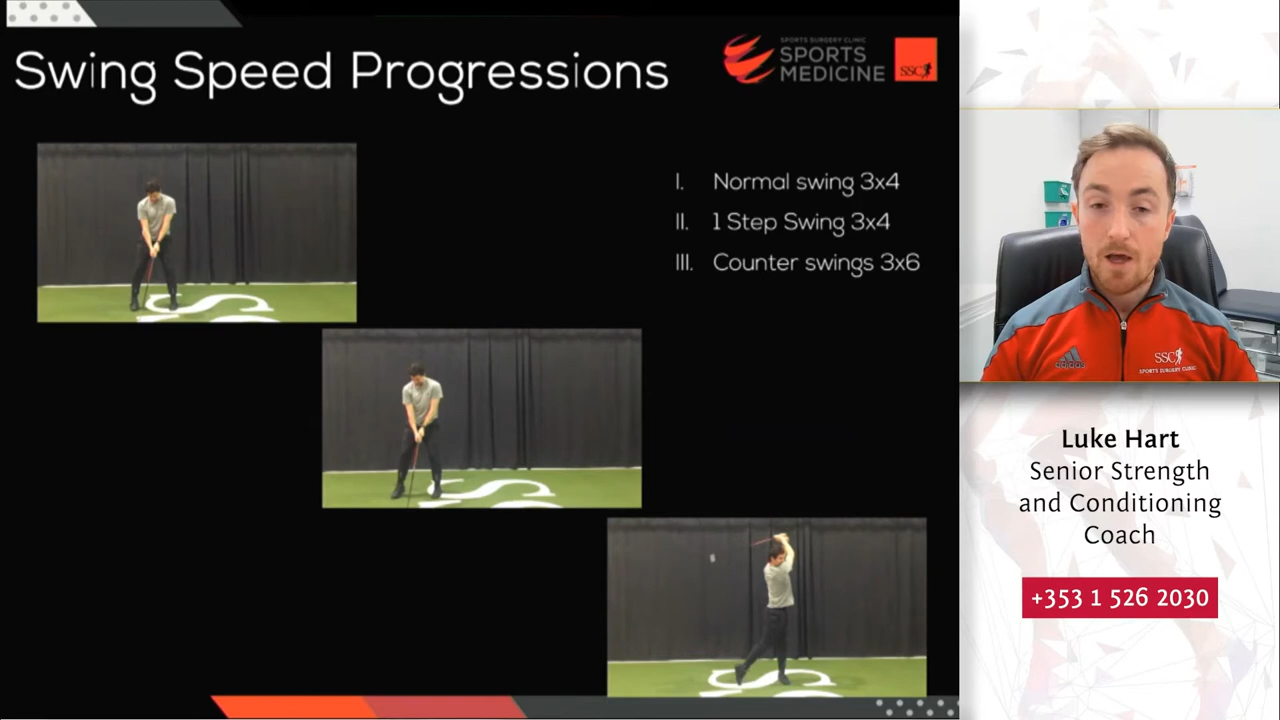 Swing Speed Progressions
SPORTS SURGERY CLINIC
SPORTS
MEDICINE
SSC
I. Normal swing 3x4
II. 1 Step Swing 3x4
III. Counter swings 3x6
adidas
SSC
SPORTS SURGERY CLINIC
Luke Hart
Senior Strength
and Conditioning
Coach
+353 1 526 2030